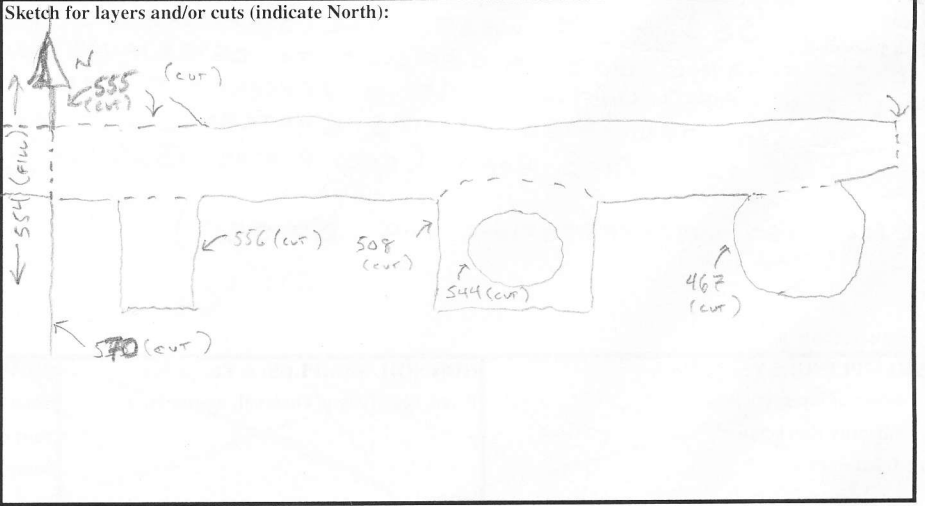 Sketch for layers and/or cuts (indicate North):
N
555
(cut)
(cut)
554 (fill)
556 (cut)
508
(cut)
544 (cut)
467
(cut)
570 (cut)